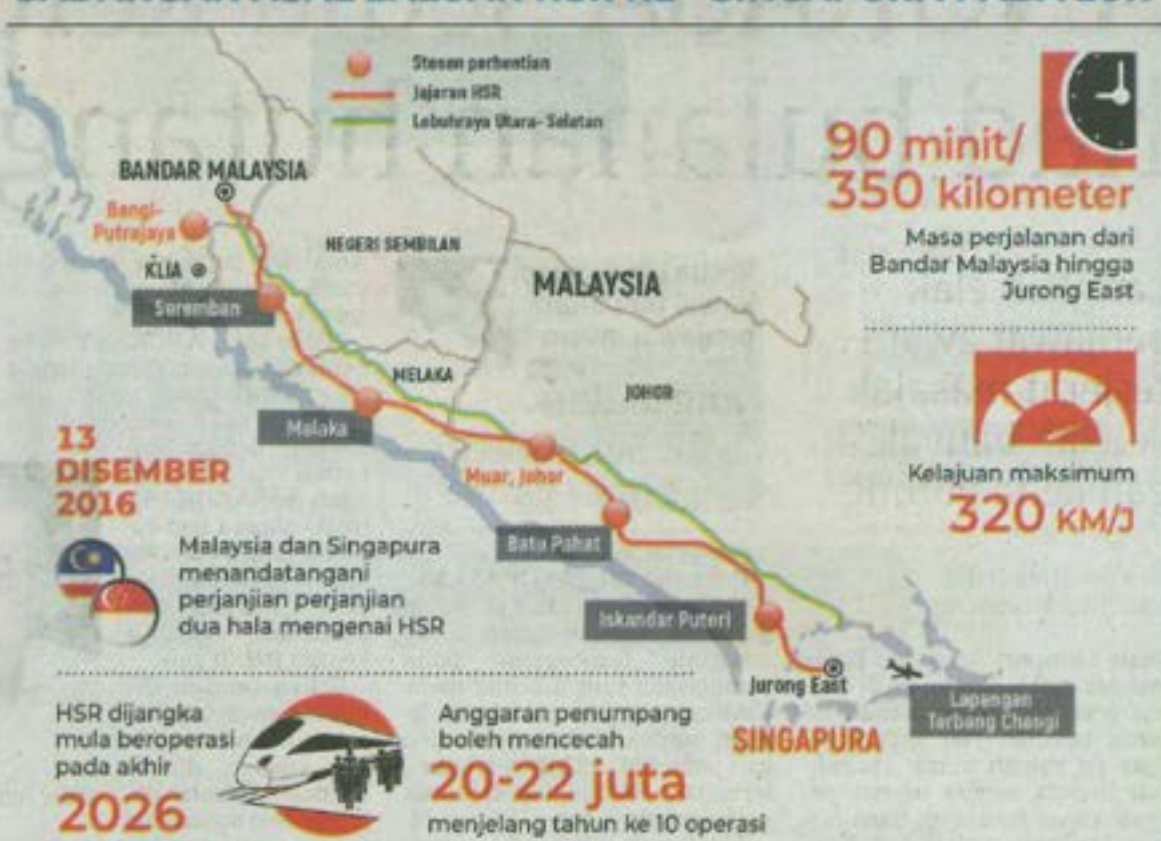 Stesen perhentian
Jajaran HSR
Lebuhraya Utara- Selatan
90 minit/
350 kilometer
Masa perjalanan dari
Bandar Malaysia hingga
Jurong East
BANDAR MALAYSIA
Bangi-
Putrajaya
KLIA
Seremban
NEGERI SEMBILAN
MALAYSIA
MELAKA
JOHOR
Melaka
Muar, Johor
Batu Pahat
Iskandar Puteri
Jurong East
SINGAPURA
Lapangan
Terbang Changi
Kelajuan maksimum
320 KM/J
13
DISEMBER
2016
Malaysia dan Singapura
menandatangani
perjanjian perjanjian
dua hala mengenai HSR
HSR dijangka
mula beroperasi
pada akhir
2026
Anggaran penumpang
boleh mencecah
20-22 juta
menjelang tahun ke 10 operasi